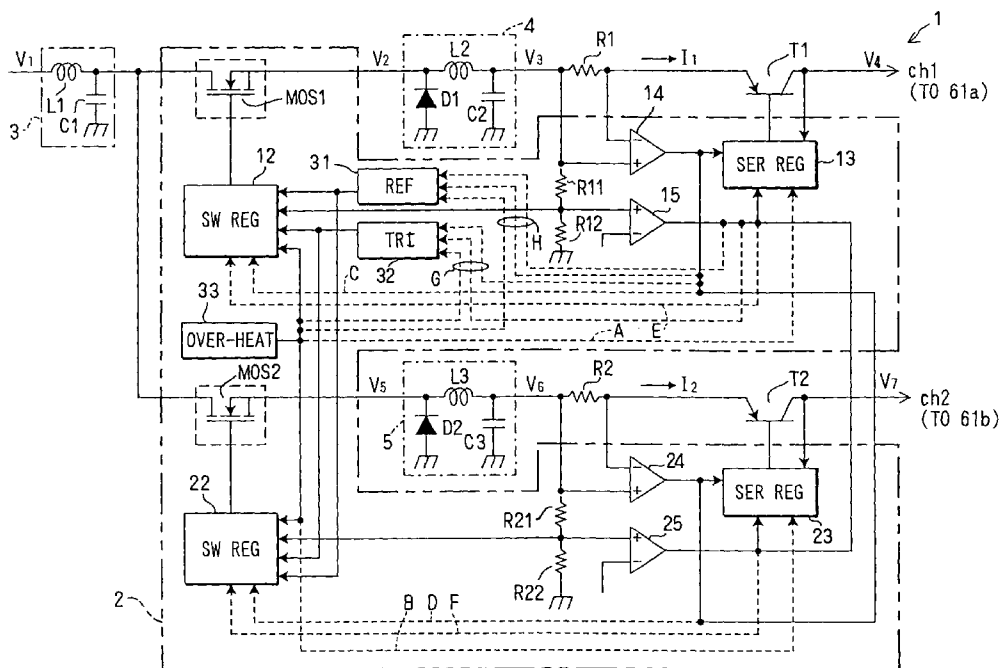 1
4
V1
L1
C1
3
MOS1
V2
L2
D1
C2
V3
R1
I1
T1
V4
ch1
(TO 61a)
14
15
SER REG
13
12
SW REG
31
REF
TRI
32
R11
R12
H
G
C
33
OVER-HEAT
A
E
MOS2
V5
L3
D2
C3
5
V6
R2
I2
T2
V7
ch2
(TO 61b)
24
25
SER REG
23
22
SW REG
R21
R22
2
B
D
F